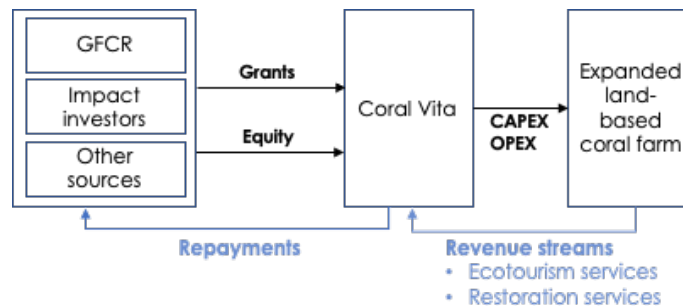 GFCR
Impact
investors
Other
sources
Grants
Equity
Coral Vita
CAPEX
OPEX
Expanded
land-
based
coral farm
Repayments
Revenue streams
• Ecotourism services
• Restoration services